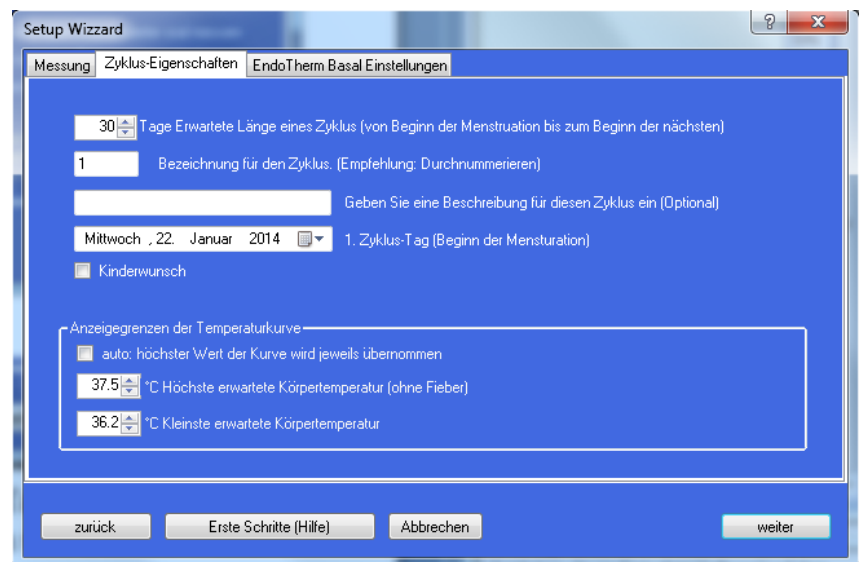 Setup Wizzard
?
X
Messung Zyklus-Eigenschaften EndoTherm Basal Einstellungen
30 Tage Erwartete Länge eines Zyklus (von Beginn der Menstruation bis zum Beginn der nächsten)
1 Bezeichnung für den Zyklus. (Empfehlung: Durchnummerieren)
Geben Sie eine Beschreibung für diesen Zyklus ein (Optional)
Mittwoch , 22. Januar 2014 1. Zyklus-Tag (Beginn der Mensturation)
Kinderwunsch
Anzeigegrenzen der Temperaturkurve
auto: höchster Wert der Kurve wird jeweils übernommen
37.5 °C Höchste erwartete Körpertemperatur (ohne Fieber)
36.2 °C Kleinste erwartete Körpertemperatur
zurück Erste Schritte (Hilfe) Abbrechen weiter